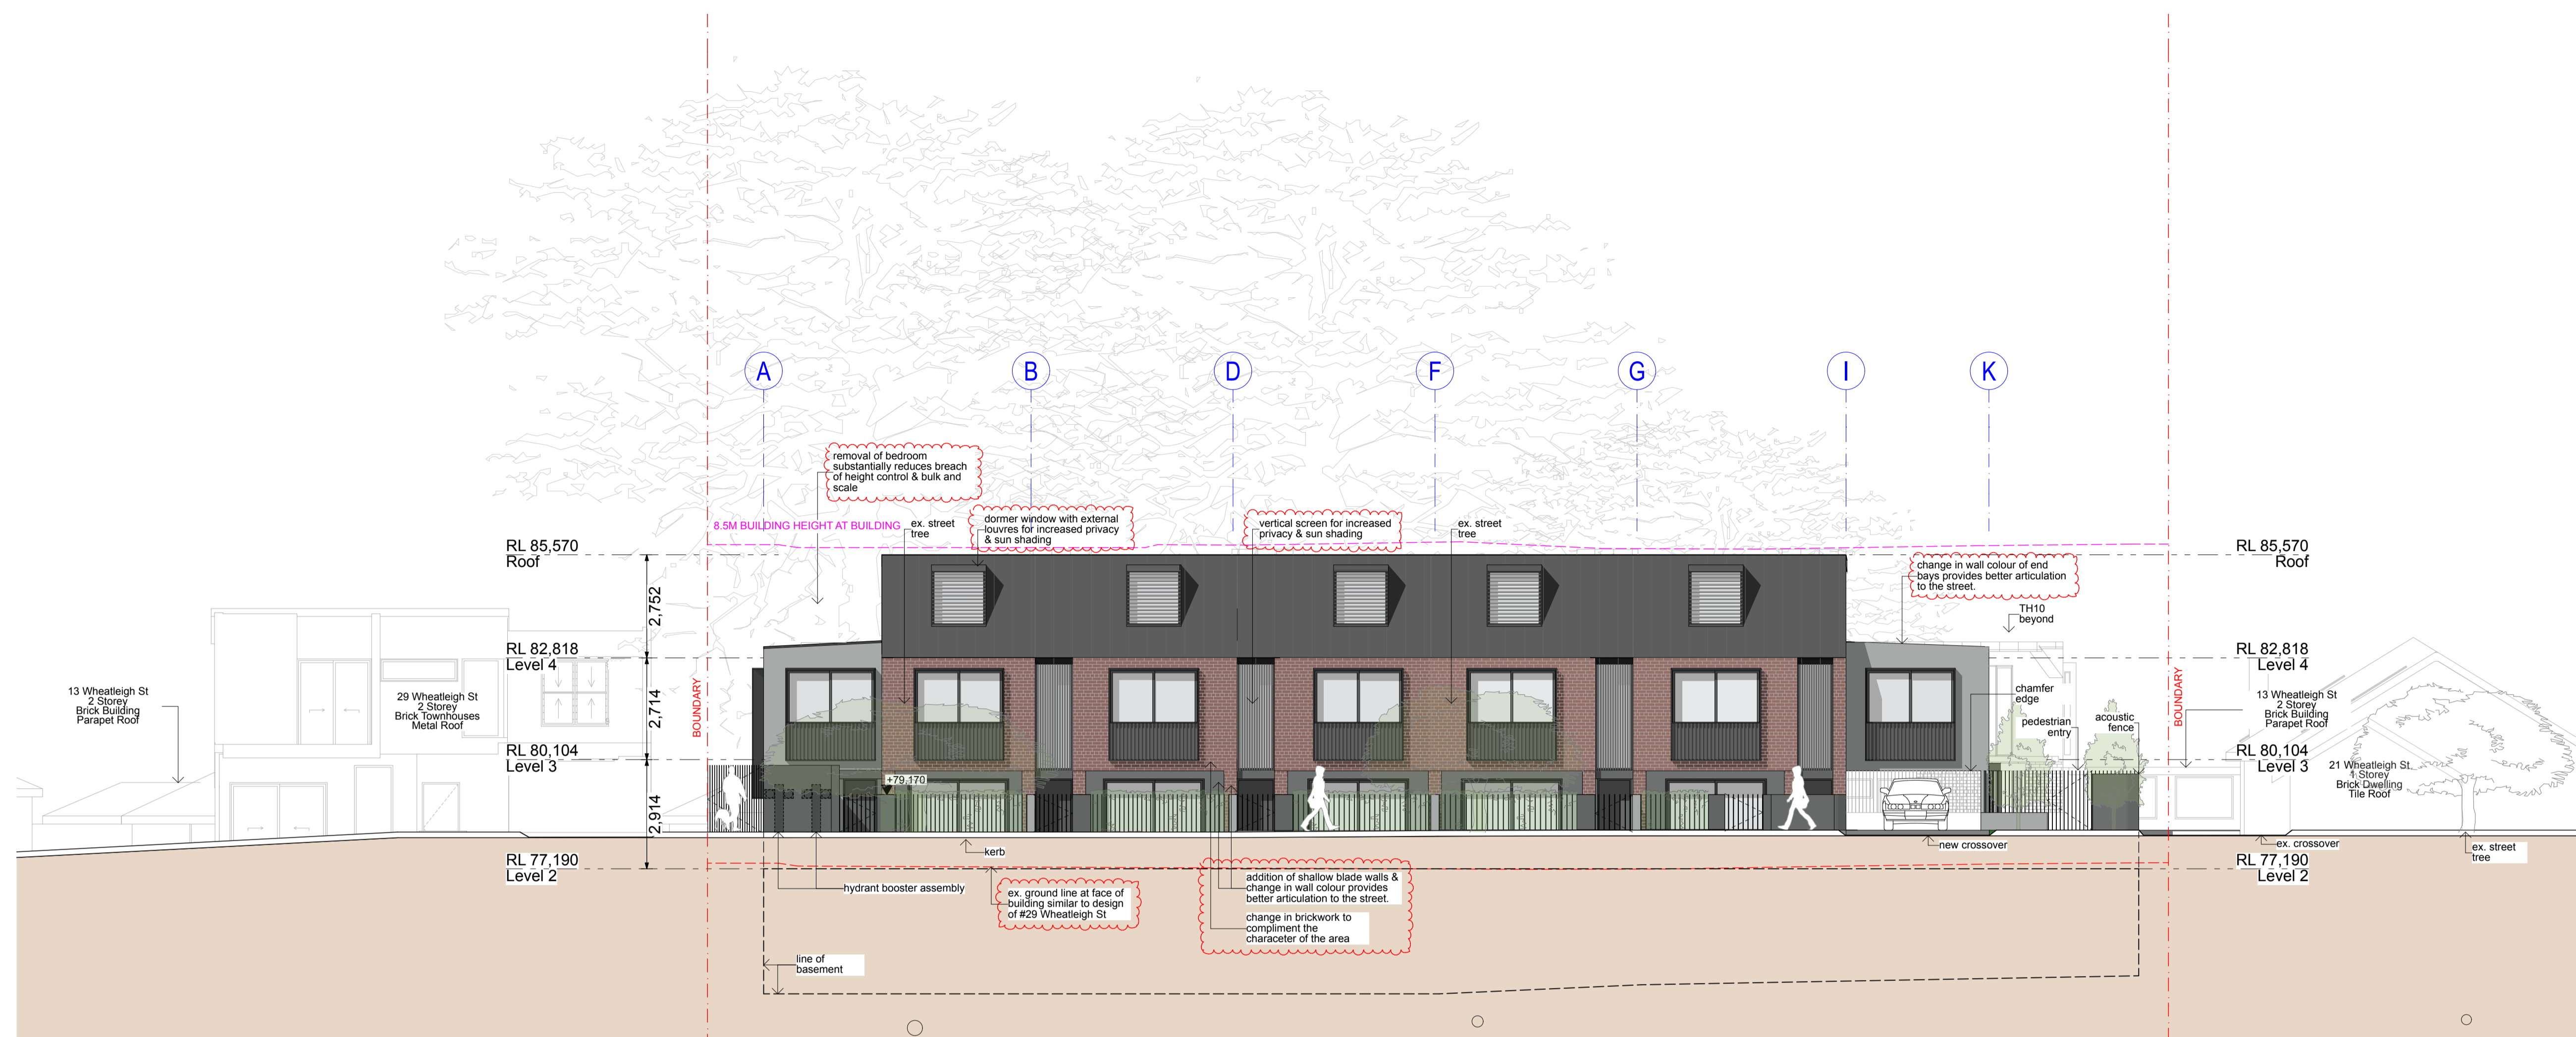 A
B
D
F
G
I
K
removal of bedroom
substantially reduces breach
of height control & bulk and
scale
8.5M BUILDING HEIGHT AT BUILDING
ex. street
tree
dormer window with external
louvres for increased privacy
& sun shading
vertical screen for increased
privacy & sun shading
ex. street
tree
RL 85,570
Roof
RL 85,570
Roof
change in wall colour of end
bays provides better articulation
to the street.
2,752
TH10
beyond
RL 82,818
Level 4
RL 82,818
Level 4
13 Wheatleigh St
2 Storey
Brick Building
Parapet Roof
29 Wheatleigh St
2 Storey
Brick Townhouses
Metal Roof
2,714
BOUNDARY
chamfer
edge
pedestrian
entry
acoustic
fence
BOUNDARY
13 Wheatleigh St
2 Storey
Brick Building
Parapet Roof
RL 80,104
Level 3
RL 80,104
Level 3
+79.170
21 Wheatleigh St
1 Storey
Brick Dwelling
Tile Roof
2,914
kerb
new crossover
ex. crossover
ex. street
tree
RL 77,190
Level 2
RL 77,190
Level 2
hydrant booster assembly
ex. ground line at face of
building similar to design
of #29 Wheatleigh St
addition of shallow blade walls &
change in wall colour provides
better articulation to the street.
change in brickwork to
compliment the
characeter of the area
line of
basement